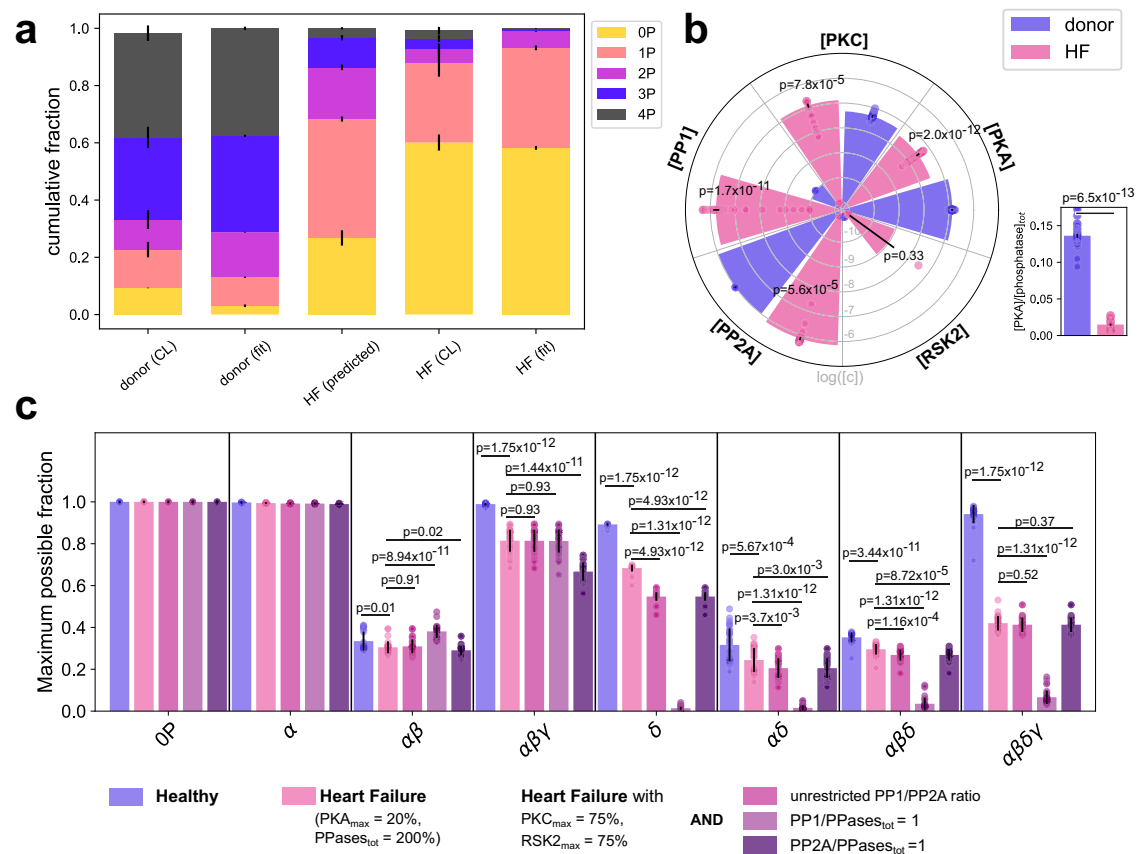 a
cumulative fraction
1.0
0.8
0.6
0.4
0.2
0.0
donor (CL)
donor (fit)
HF (predicted)
HF (CL)
HF (fit)
0P
1P
2P
3P
4P
b
donor
HF
[PKC]
[PKA]
[RSK2]
[PP2A]
[PP1]
p=7.8x10-5
p=2.0x10-12
p=1.7x10-11
p=5.6x10-5
p=0.33
-10
-9
-8
-7
-6
log([c])
p=6.5x10-13
[PKA]/[phosphatase]tot
0.15
0.10
0.05
0.00
c
Maximum possible fraction
1.0
0.8
0.6
0.4
0.2
0.0
p=0.02
p=8.94x10-11
p=0.91
p=0.01
p=1.75x10-12
p=1.44x10-11
p=0.93
p=0.93
p=1.75x10-12
p=4.93x10-12
p=1.31x10-12
p=4.93x10-12
p=5.67x10-4
p=3.0x10-3
p=1.31x10-12
p=3.7x10-3
p=3.44x10-11
p=8.72x10-5
p=1.31x10-12
p=1.16x10-4
p=1.75x10-12
p=0.37
p=1.31x10-12
p=0.52
0P
α
αβ
αβγ
δ
αδ
αβδ
αβδγ
Healthy
Heart Failure
(PKAmax = 20%,
PPasestot = 200%)
Heart Failure with
PKCmax = 75%,
RSK2max = 75%
AND
unrestricted PP1/PP2A ratio
PP1/PPasestot = 1
PP2A/PPasestot =1